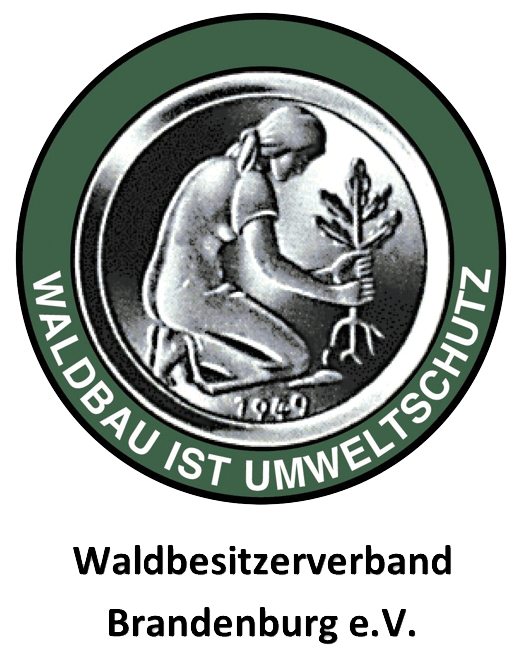 1949
WALDBAU IST UMWELTSCHUTZ
Waldbesitzerverband
Brandenburg e.V.